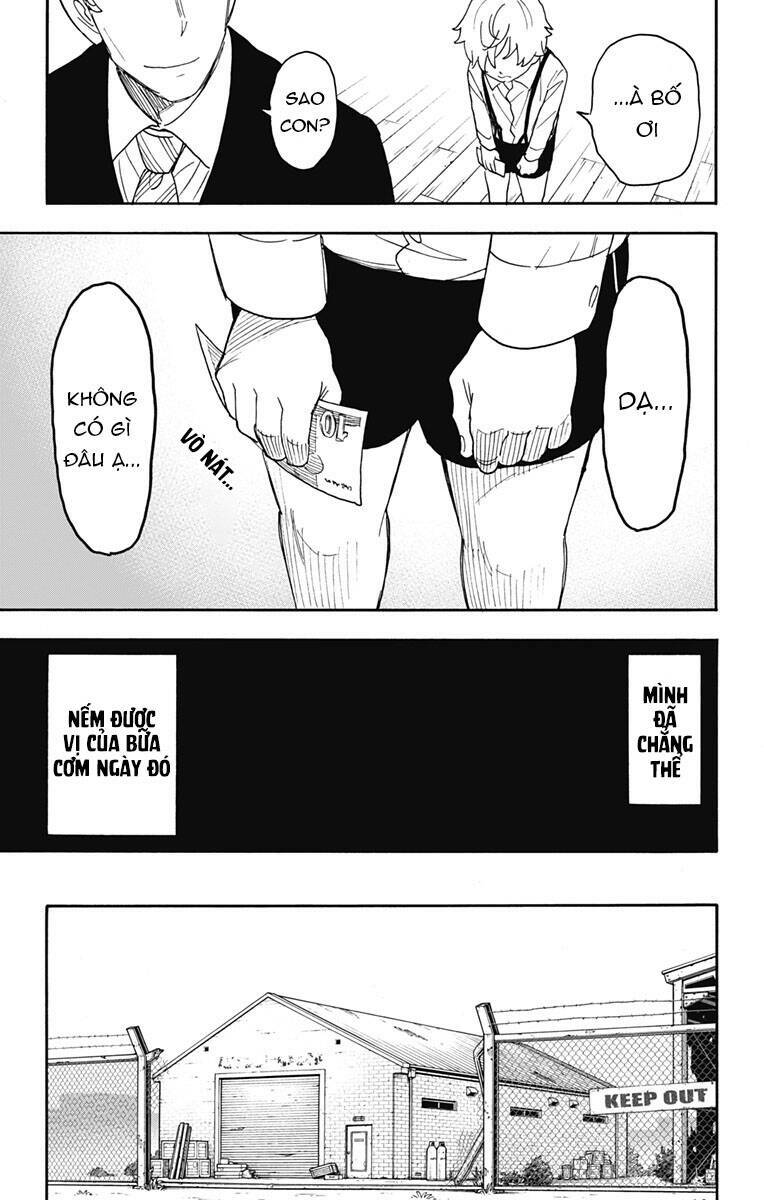 ...À BỐ
ƠI
SAO
CON?
DẠ...
KHÔNG
CÓ GÌ
ĐÂU Ạ...
VÒ NÁT...
10
MÌNH
ĐÃ
CHẲNG
THỂ
NẾM ĐƯỢC
VỊ CỦA BỮA
CƠM NGÀY ĐÓ
KEEP OUT